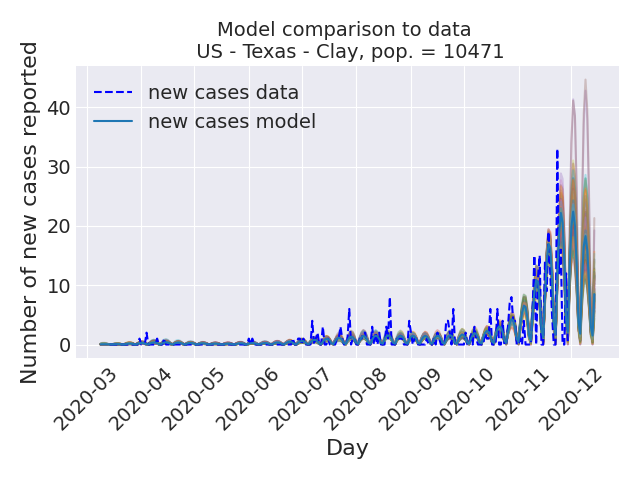 Model comparison to data
US - Texas - Clay, pop. = 10471
new cases data
new cases model
Number of new cases reported
40
30
20
10
0
2020-03
2020-04
2020-05
2020-06
2020-07
2020-08
2020-09
2020-10
2020-11
2020-12
Day